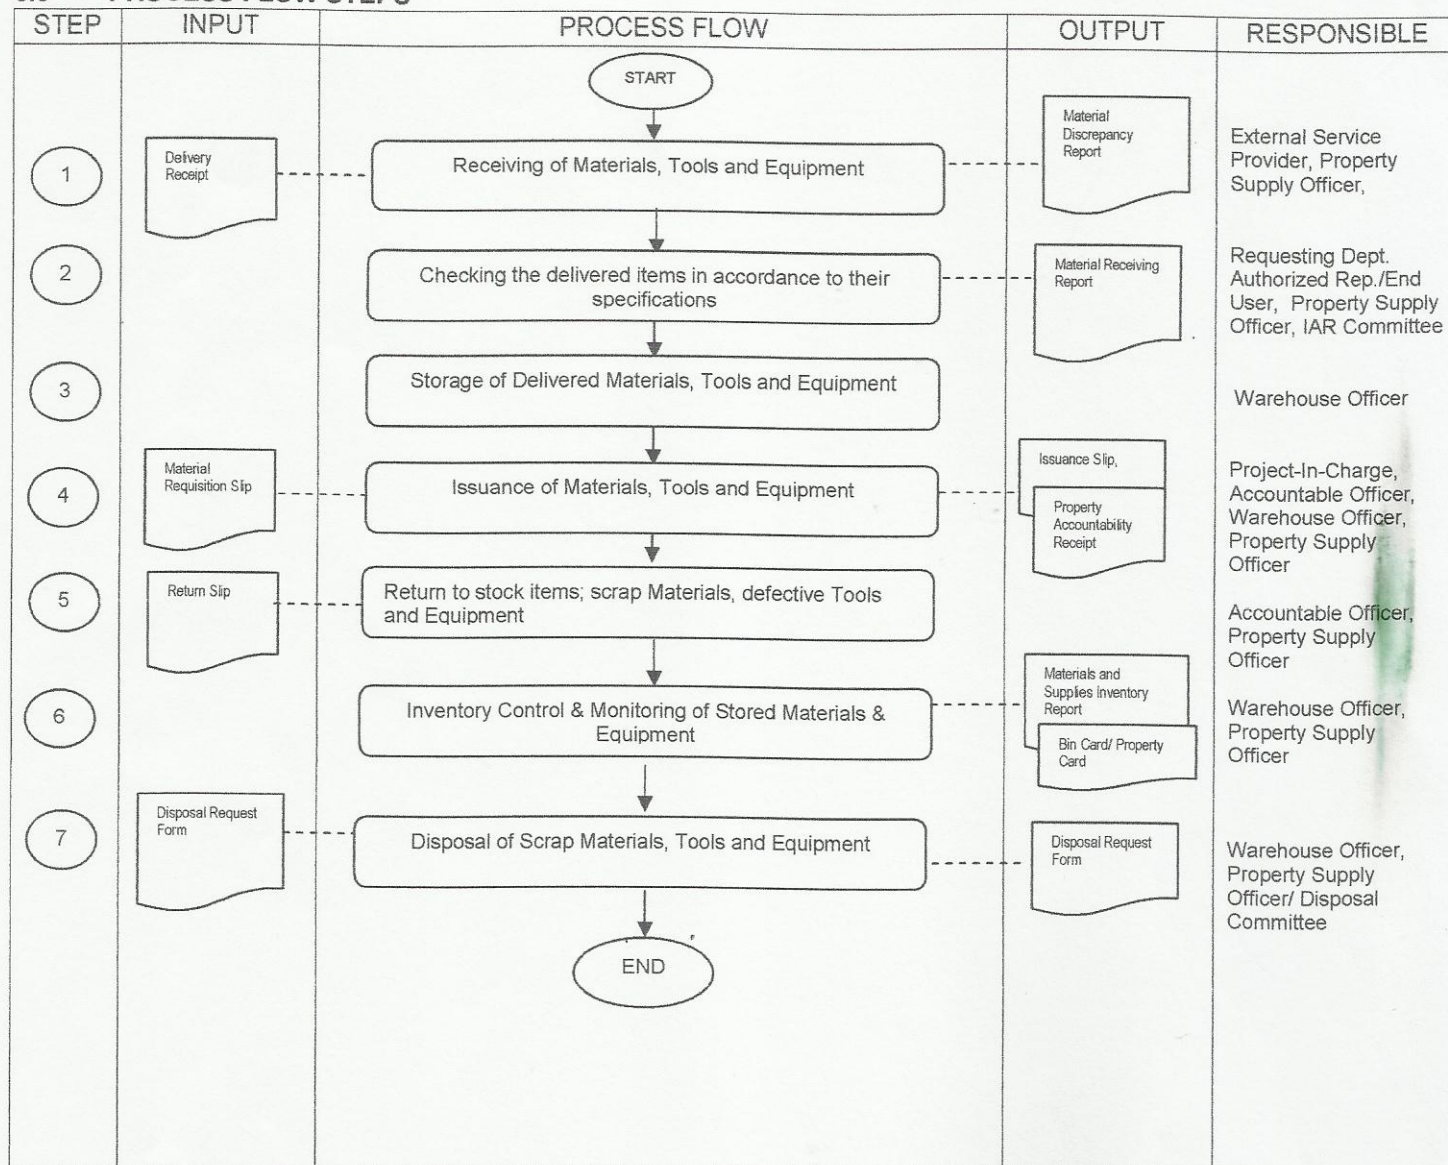 STEP
INPUT
PROCESS FLOW
OUTPUT
RESPONSIBLE
START
1
Delivery
Receipt
Receiving of Materials, Tools and Equipment
Material
Discrepancy
Report
External Service
Provider, Property
Supply Officer,
2
Checking the delivered items in accordance to their
specifications
Material Receiving
Report
Requesting Dept.
Authorized Rep./End
User, Property Supply
Officer, IAR Committee
3
Storage of Delivered Materials, Tools and Equipment
Warehouse Officer
4
Material
Requisition Slip
Issuance of Materials, Tools and Equipment
Issuance Slip,
Property
Accountability
Receipt
Project-In-Charge,
Accountable Officer,
Warehouse Officer,
Property Supply
Officer
5
Return Slip
Return to stock items; scrap Materials, defective Tools
and Equipment
Accountable Officer,
Property Supply
Officer
6
Inventory Control & Monitoring of Stored Materials &
Equipment
Materials and
Supplies Inventory
Report
Bin Card/ Property
Card
Warehouse Officer,
Property Supply
Officer
7
Disposal Request
Form
Disposal of Scrap Materials, Tools and Equipment
Disposal Request
Form
Warehouse Officer,
Property Supply
Officer/ Disposal
Committee
END